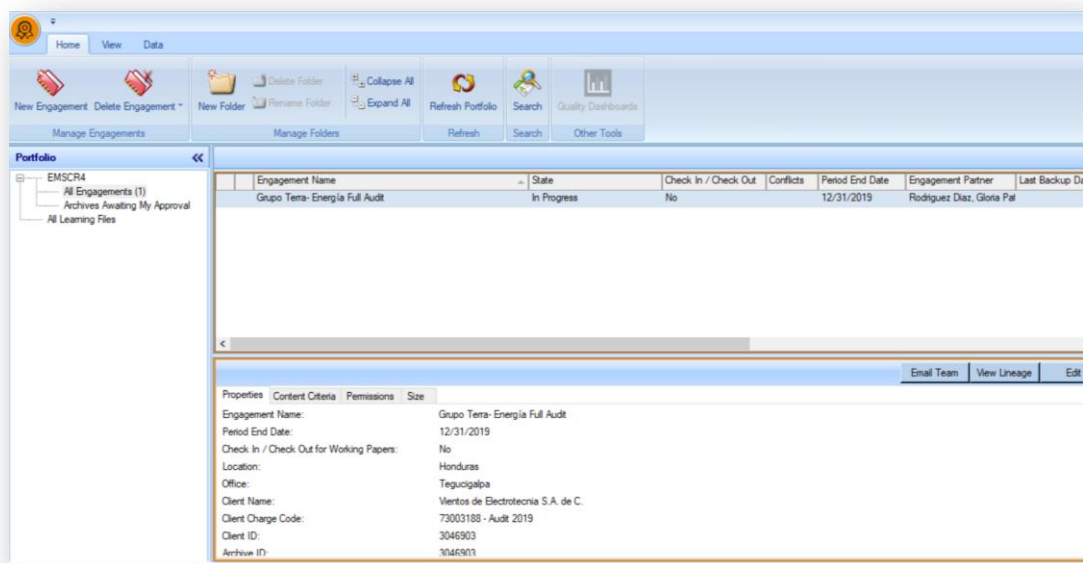 Home View Data
New Engagement Delete Engagement New Folder Delete Folder Rename Folder Collapse All Expand All Refresh Portfolio Search Quality Dashboards
Manage Engagements Manage Folders Refresh Search Other Tools
Portfolio
EMSCR4
All Engagements (1)
Archives Awaiting My Approval
All Learning Files
Engagement Name State Check In / Check Out Conflicts Period End Date Engagement Partner Last Backup Da
Grupo Terra- Energía Full Audit In Progress No 12/31/2019 Rodriguez Diaz, Gloria Pat
Email Team View Lineage Edit
Properties Content Criteria Permissions Size
Engagement Name: Grupo Terra- Energía Full Audit
Period End Date: 12/31/2019
Check In / Check Out for Working Papers: No
Location: Honduras
Office: Tegucigalpa
Client Name: Vientos de Electrotecnia S.A. de C.
Client Charge Code: 73003188 - Audit 2019
Client ID: 3046903
Archive ID: 3046903